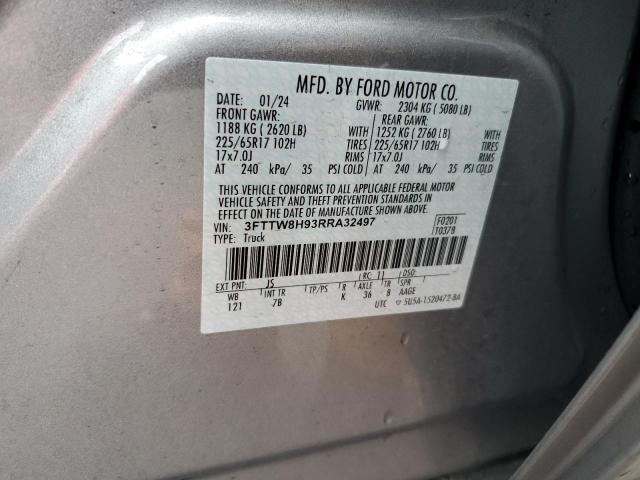 MFD. BY FORD MOTOR CO.
DATE: 01/24 GVWR: 2304 KG ( 5080 LB)
FRONT GAWR: REAR GAWR:
1188 KG ( 2620 LB) WITH 1252 KG ( 2760 LB) WITH
225/65R17 102H TIRES 225/65R17 102H TIRES
17x7.0J RIMS 17x7.0J RIMS
AT 240 kPa/ 35 PSI COLD AT 240 kPa/ 35 PSI COLD
THIS VEHICLE CONFORMS TO ALL APPLICABLE FEDERAL MOTOR
VEHICLE SAFETY AND THEFT PREVENTION STANDARDS IN
EFFECT ON THE DATE OF MANUFACTURE SHOWN ABOVE.
VIN: 3FTTW8H93RRA32497 F0201
TYPE: Truck T0378
EXT PNT: JS RC: 11 DSO:
WB INT TR TP/PS R AXLE TR SPR
121 7B K 36 8 AAGE
UTC 5U5A-1520472-BA